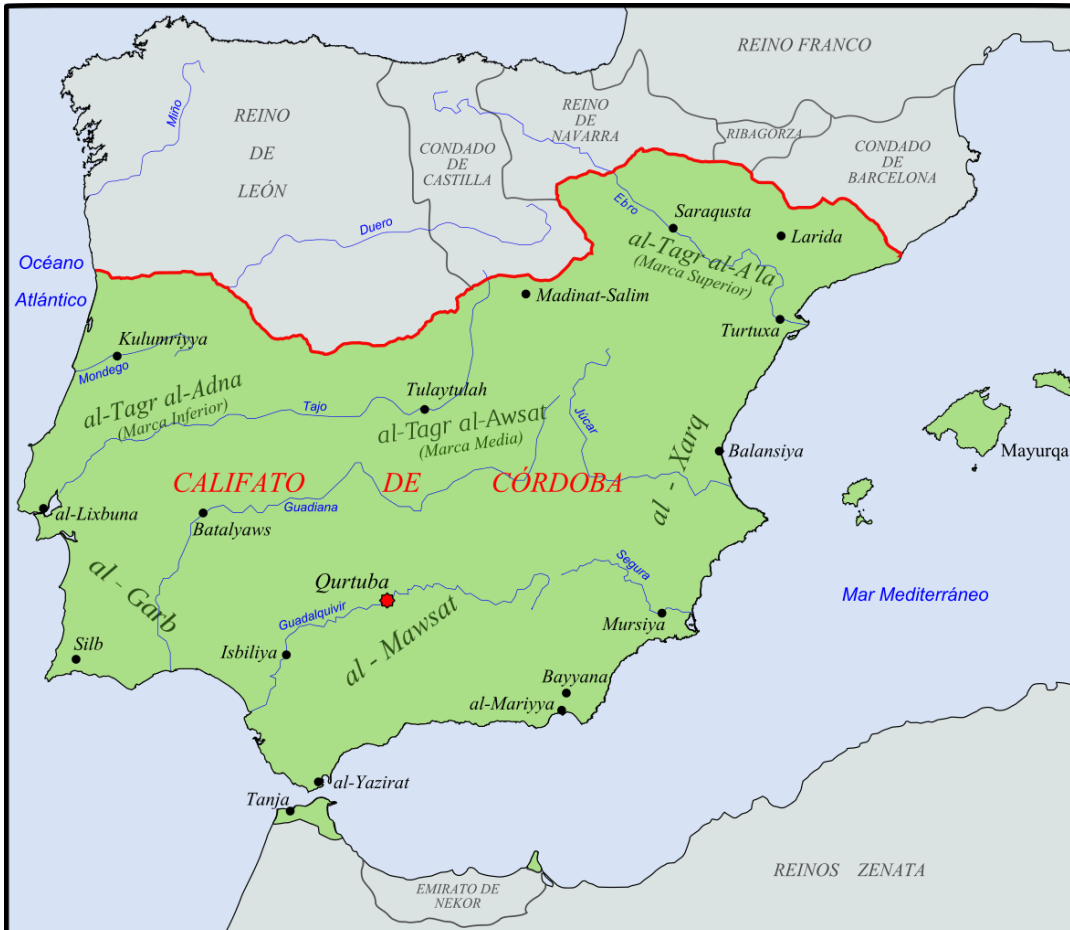 REINO FRANCO
REINO
DE
LEÓN
Miño
CONDADO
DE
CASTILLA
REINO
DE
NAVARRA
RIBAGORZA
CONDADO
DE
BARCELONA
Duero
Ebro
Saraqusta
Larida
al-Tagr al-A'la
(Marca Superior)
Océano
Atlántico
Madinat-Salim
Turtuxa
Kulumriyya
Mondego
al-Tagr al-Adna
(Marca Inferior)
Tajo
Tulaytulah
al-Tagr al-Awsat
(Marca Media)
Júcar
al - Xarq
Balansiya
Mayurqa
CALIFATO DE CÓRDOBA
al-Lixbuna
Batalyaws
Guadiana
al - Garb
Qurtuba
Guadalquivir
al - Mawsat
Segura
Mursiya
Mar Mediterráneo
Silb
Isbiliya
Bayyana
al-Mariyya
al-Yazirat
Tanja
EMIRATO DE
NEKOR
REINOS ZENATA